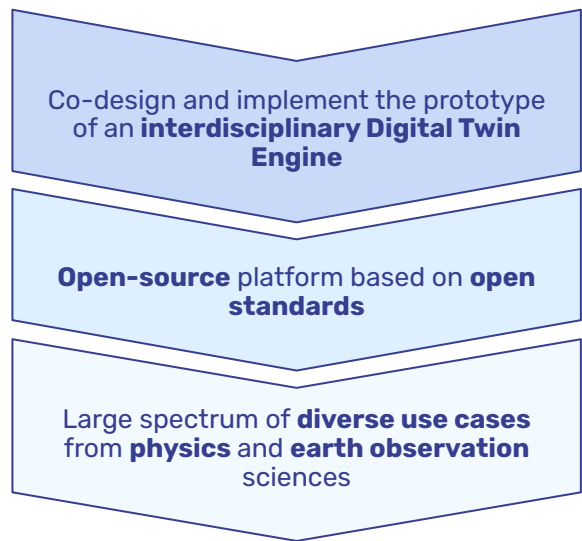 Co-design and implement the prototype
of an interdisciplinary Digital Twin
Engine
Open-source platform based on open
standards
Large spectrum of diverse use cases
from physics and earth observation
sciences